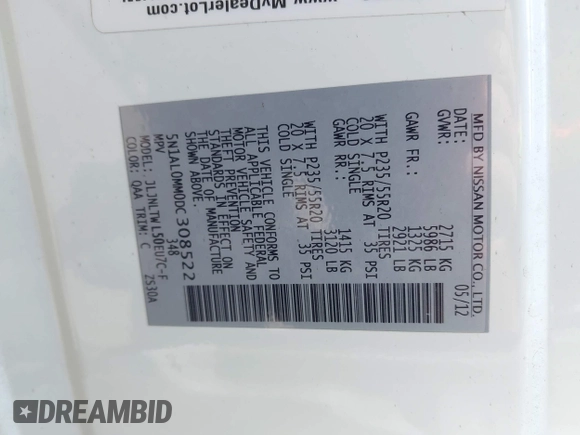 www.MyDealerLot.com
MFD BY NISSAN MOTOR CO., LTD.
DATE: 05/12
GVWR: 2715 KG
5986 LB
GAWR FR.: 1325 KG
2921 LB
WITH P235/55R20 TIRES
20 X 7.5 RIMS AT 35 PSI
COLD SINGLE
GAWR RR.: 1415 KG
3120 LB
WITH P235/55R20 TIRES
20 X 7.5 RIMS AT 35 PSI
COLD SINGLE
THIS VEHICLE CONFORMS TO
ALL APPLICABLE FEDERAL
MOTOR VEHICLE SAFETY AND
THEFT PREVENTION
STANDARDS IN EFFECT ON
THE DATE OF MANUFACTURE
348
5N1AL0MM0DC308522
MPV
MODEL: JLJNLTWL50EU7C-F
COLOR: QAA TRIM: C ZS30A
DREAMBID